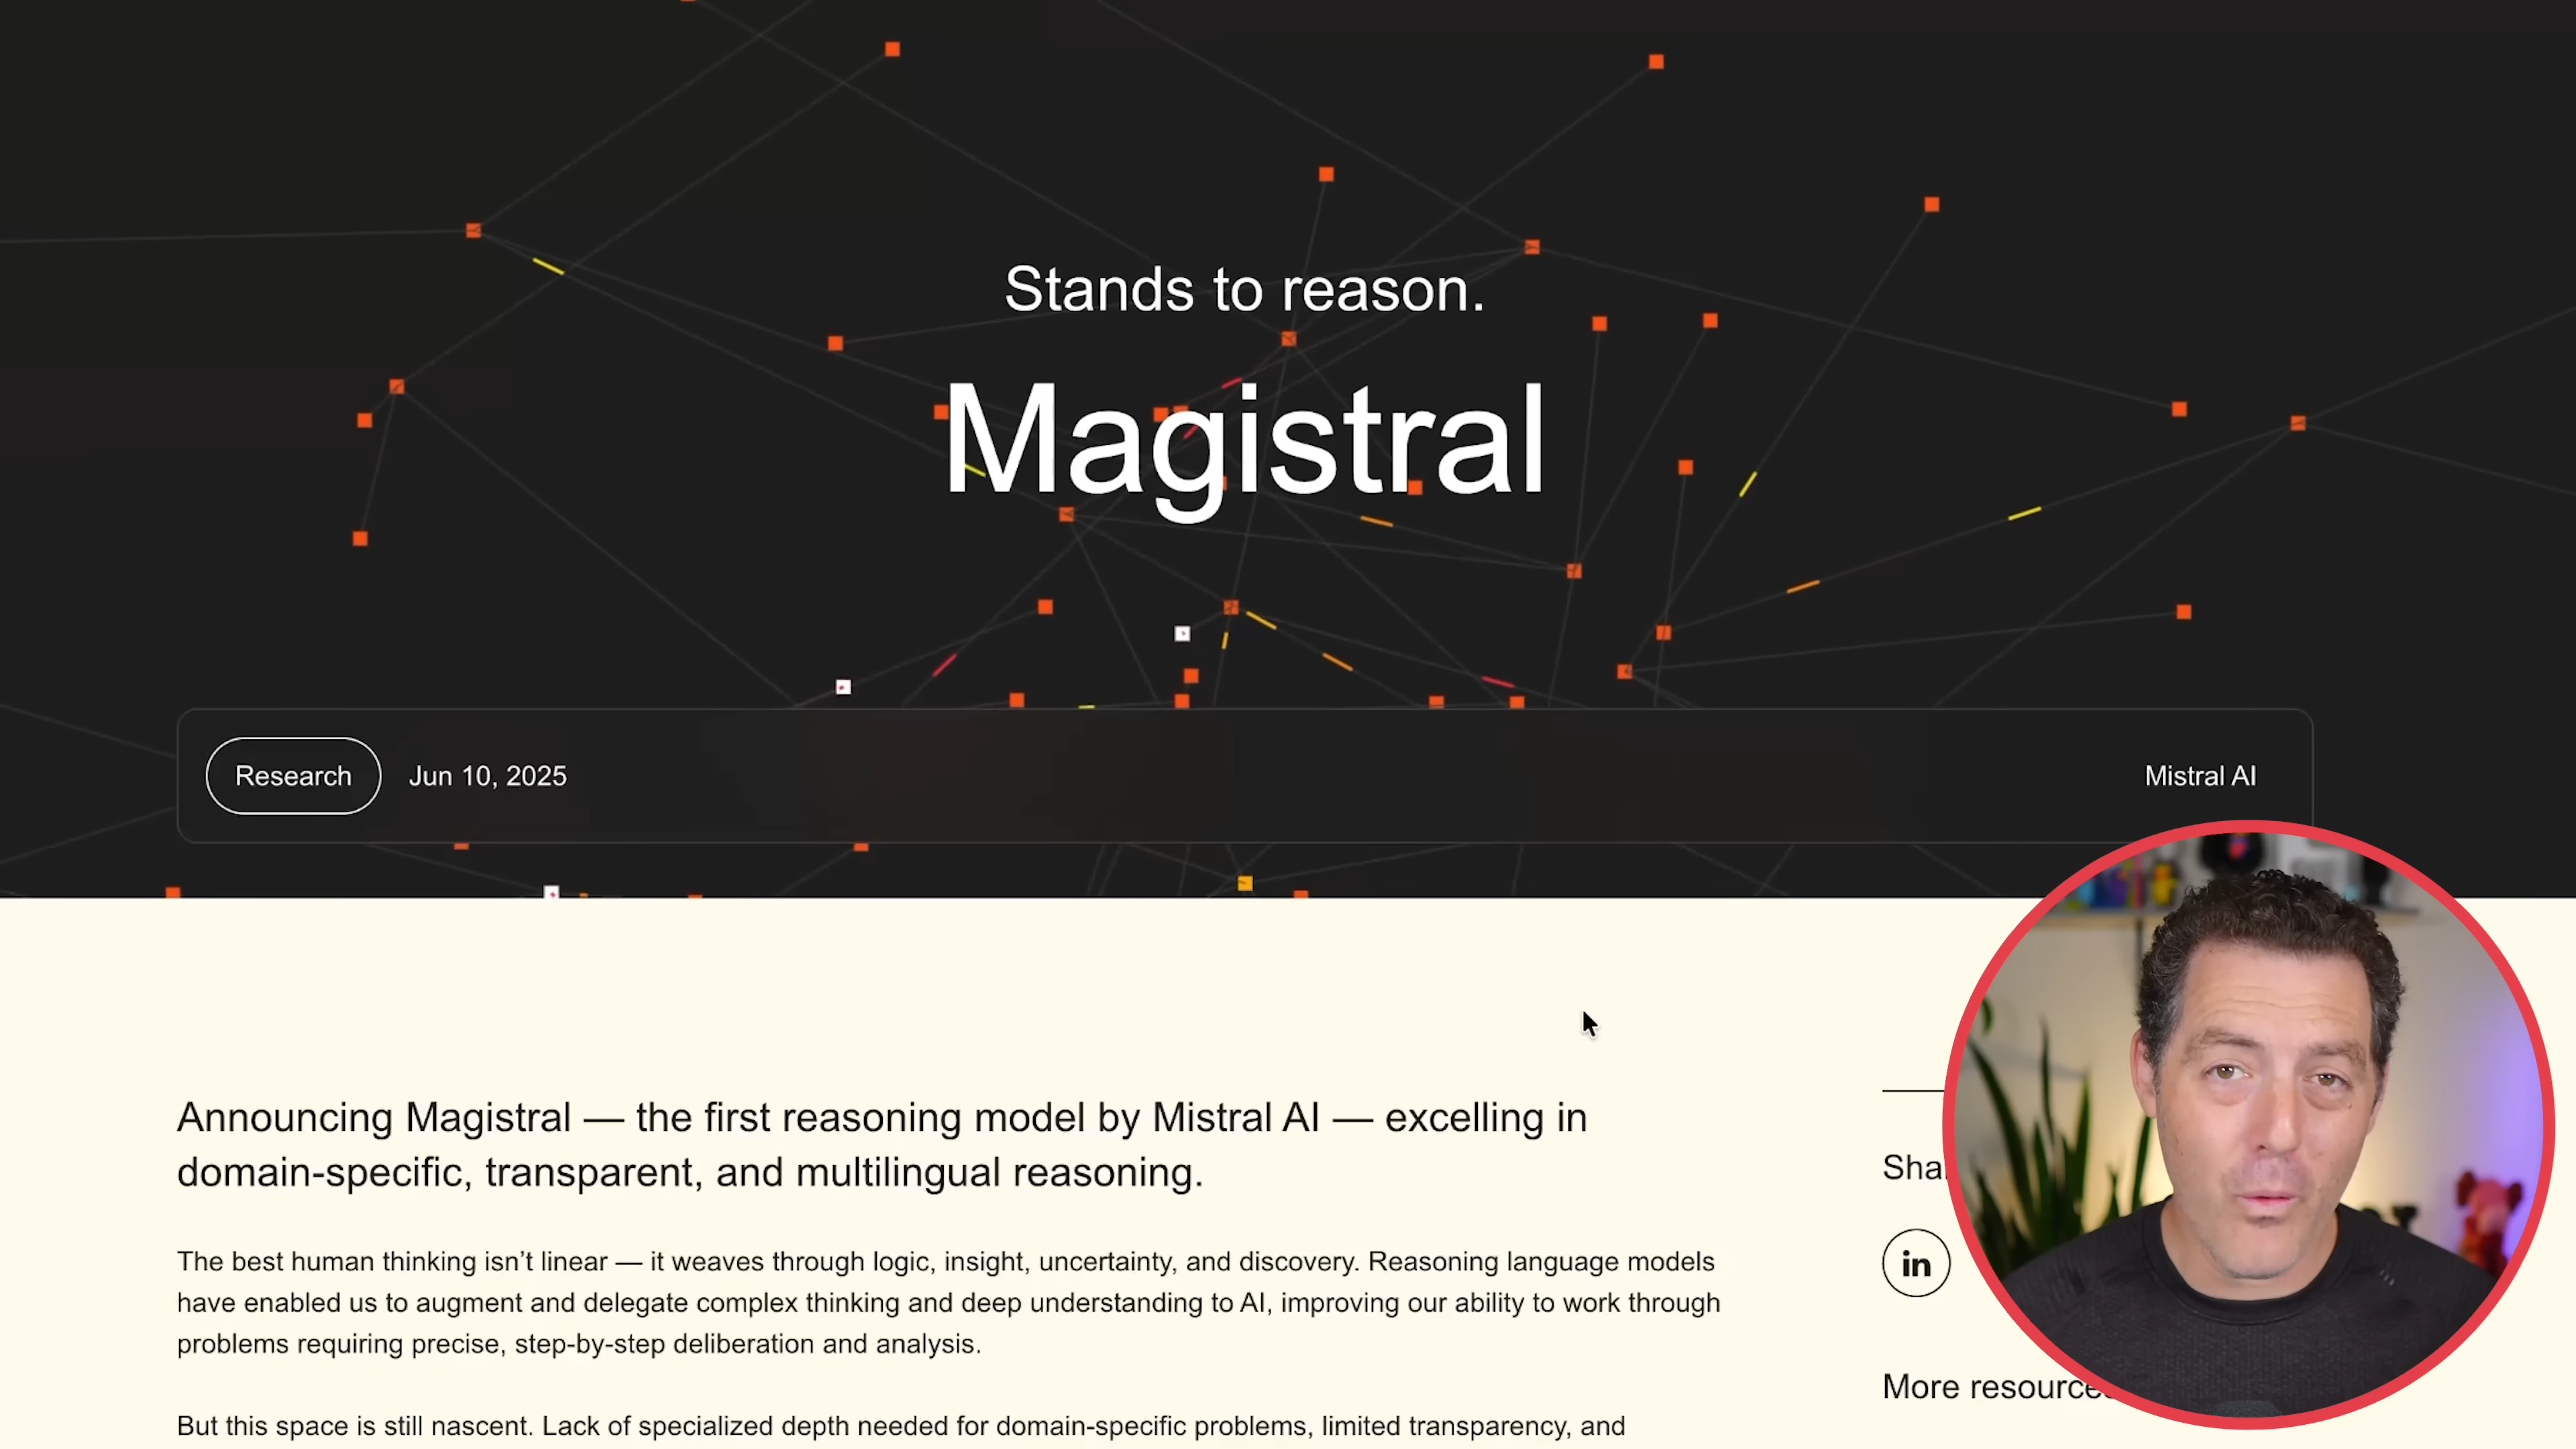 Stands to reason.
Magistral
Research
Jun 10, 2025
Mistral AI
Announcing Magistral — the first reasoning model by Mistral AI — excelling in
domain-specific, transparent, and multilingual reasoning.
The best human thinking isn’t linear — it weaves through logic, insight, uncertainty, and discovery. Reasoning language models
have enabled us to augment and delegate complex thinking and deep understanding to AI, improving our ability to work through
problems requiring precise, step-by-step deliberation and analysis.
But this space is still nascent. Lack of specialized depth needed for domain-specific problems, limited transparency, and
in
More